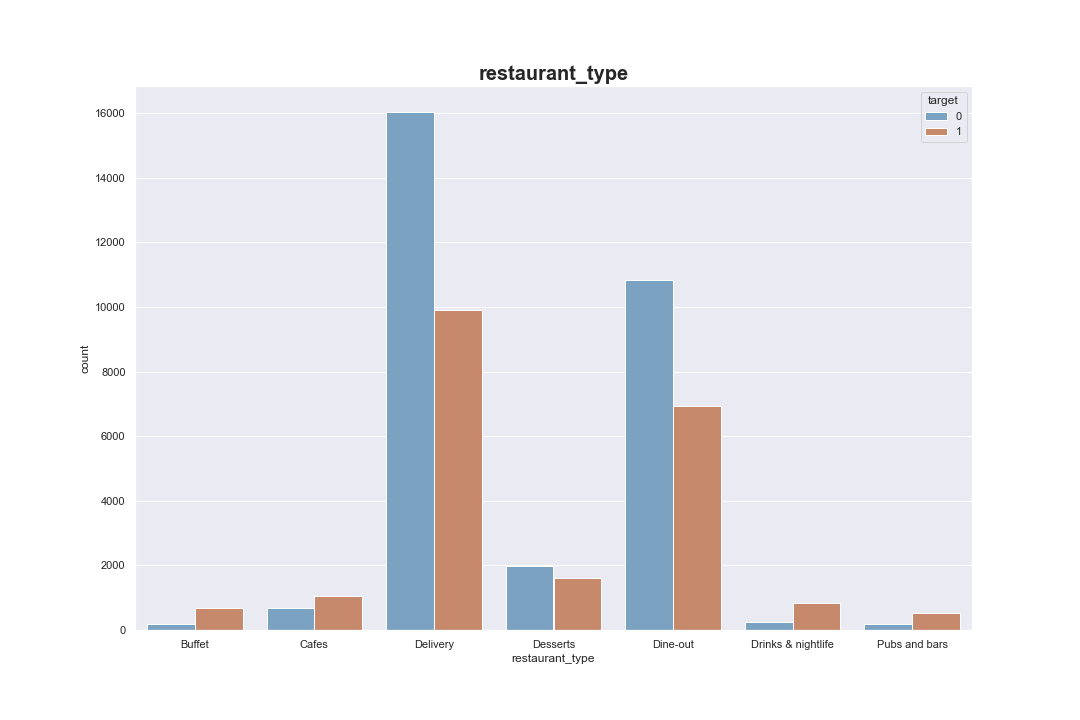 restaurant_type
target
0
1
16000
14000
12000
10000
8000
6000
4000
2000
0
count
Buffet Cafes Delivery Desserts Dine-out Drinks & nightlife Pubs and bars
restaurant_type